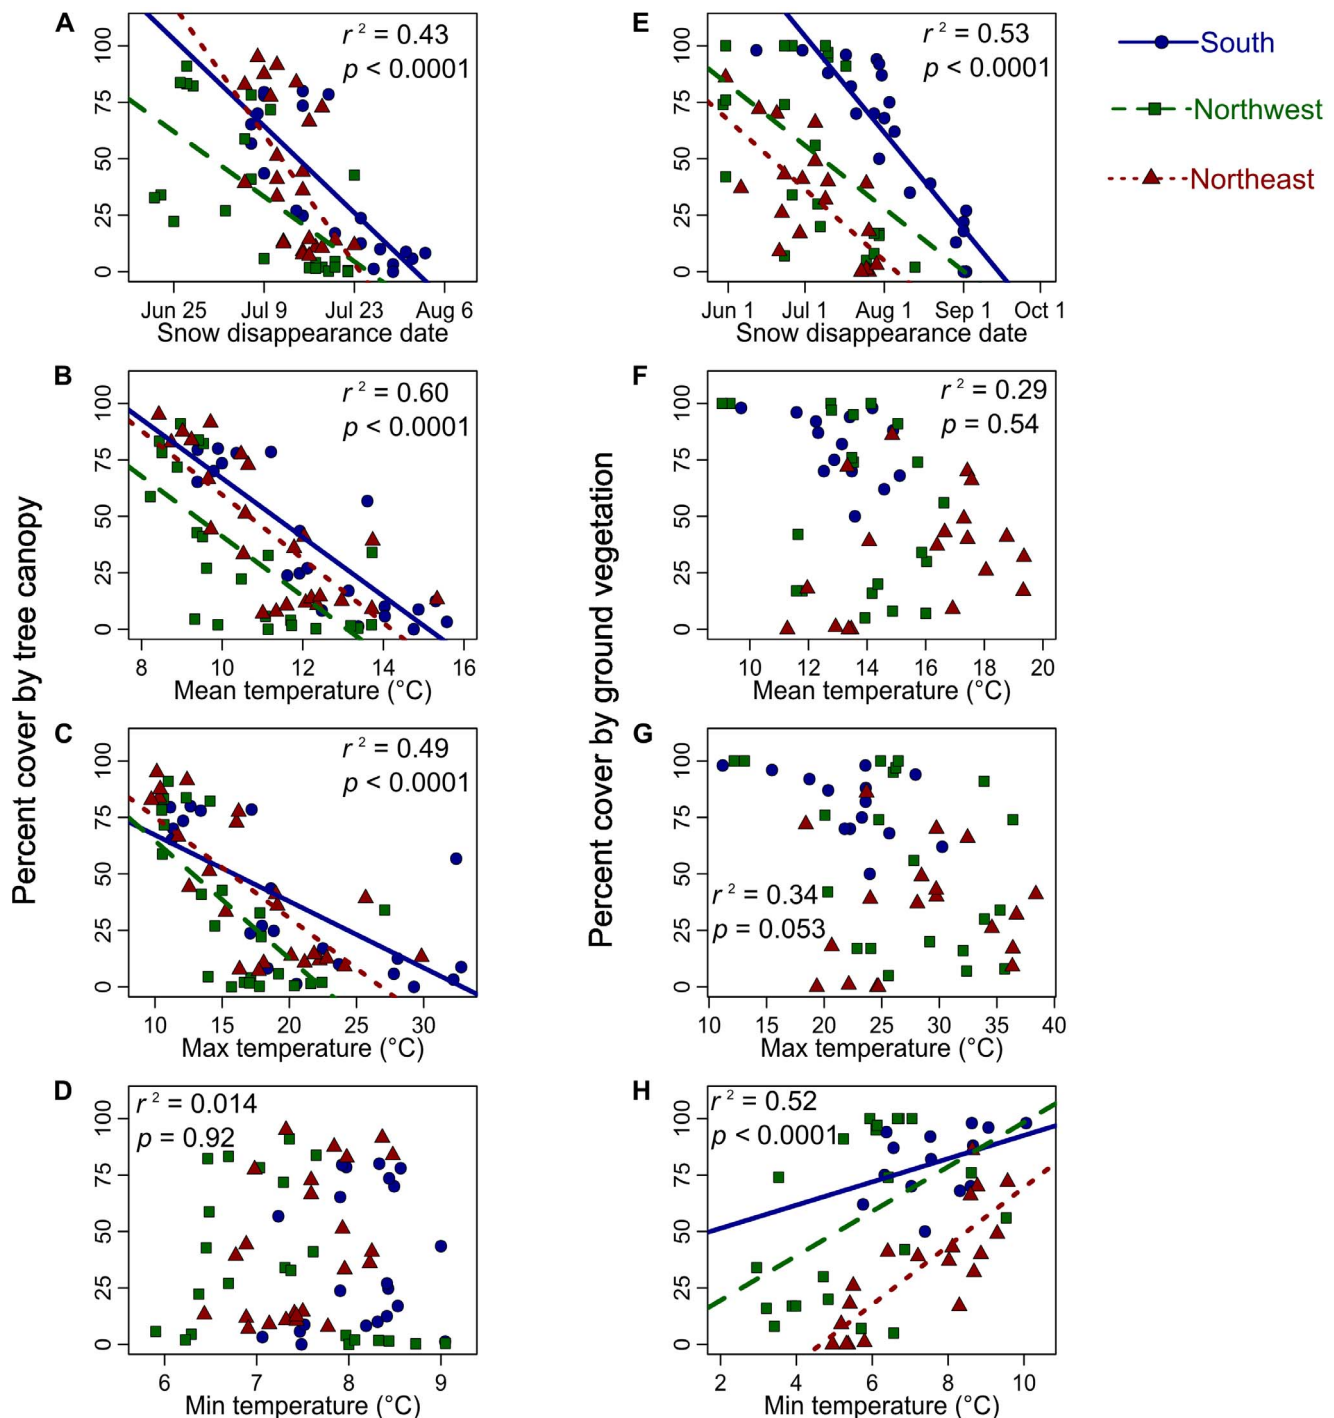 A
r² = 0.43
p < 0.0001
100
75
50
25
0
Jun 25 Jul 9 Jul 23 Aug 6
Snow disappearance date
E
r² = 0.53
p < 0.0001
100
75
50
25
0
Jun 1 Jul 1 Aug 1 Sep 1 Oct 1
Snow disappearance date
South
Northwest
Northeast
Percent cover by tree canopy
B
r² = 0.60
p < 0.0001
100
75
50
25
0
8 10 12 14 16
Mean temperature (°C)
Percent cover by ground vegetation
F
r² = 0.29
p = 0.54
100
75
50
25
0
10 12 14 16 18 20
Mean temperature (°C)
C
r² = 0.49
p < 0.0001
100
75
50
25
0
10 15 20 25 30
Max temperature (°C)
G
r² = 0.34
p = 0.053
100
75
50
25
0
10 15 20 25 30 35 40
Max temperature (°C)
D
r² = 0.014
p = 0.92
100
75
50
25
0
6 7 8 9
Min temperature (°C)
H
r² = 0.52
p < 0.0001
100
75
50
25
0
2 4 6 8 10
Min temperature (°C)